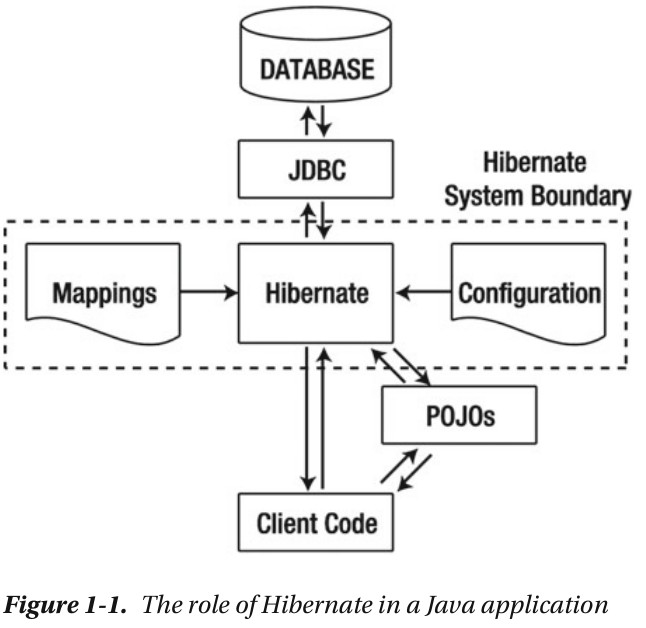 DATABASE
JDBC
Hibernate
System Boundary
Mappings
Hibernate
Configuration
POJOs
Client Code
Figure 1-1. The role of Hibernate in a Java application